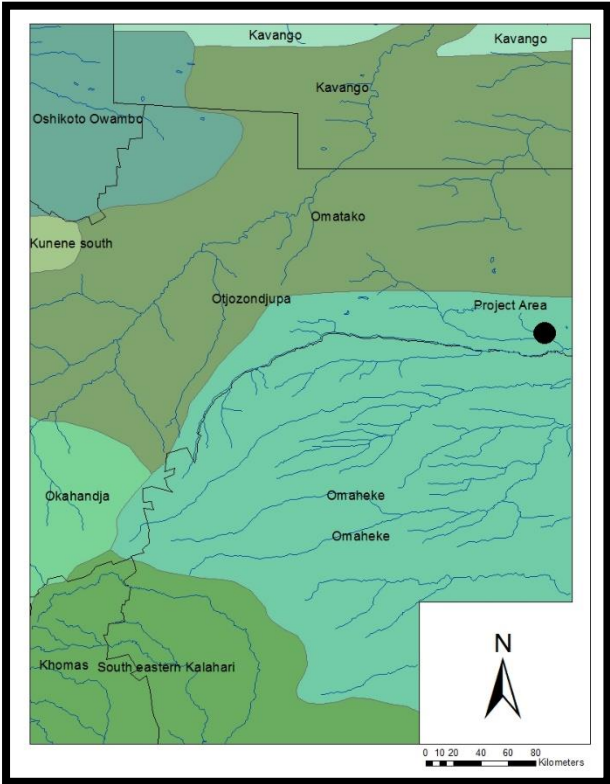 Kavango
Kavango
Kavango
Oshikoto Owambo
Omatako
Kunene south
Otjozondjupa
Project Area
Okahandja
Omaheke
Omaheke
N
Khomas
South eastern Kalahari
0 10 20 40 60 80
Kilometers